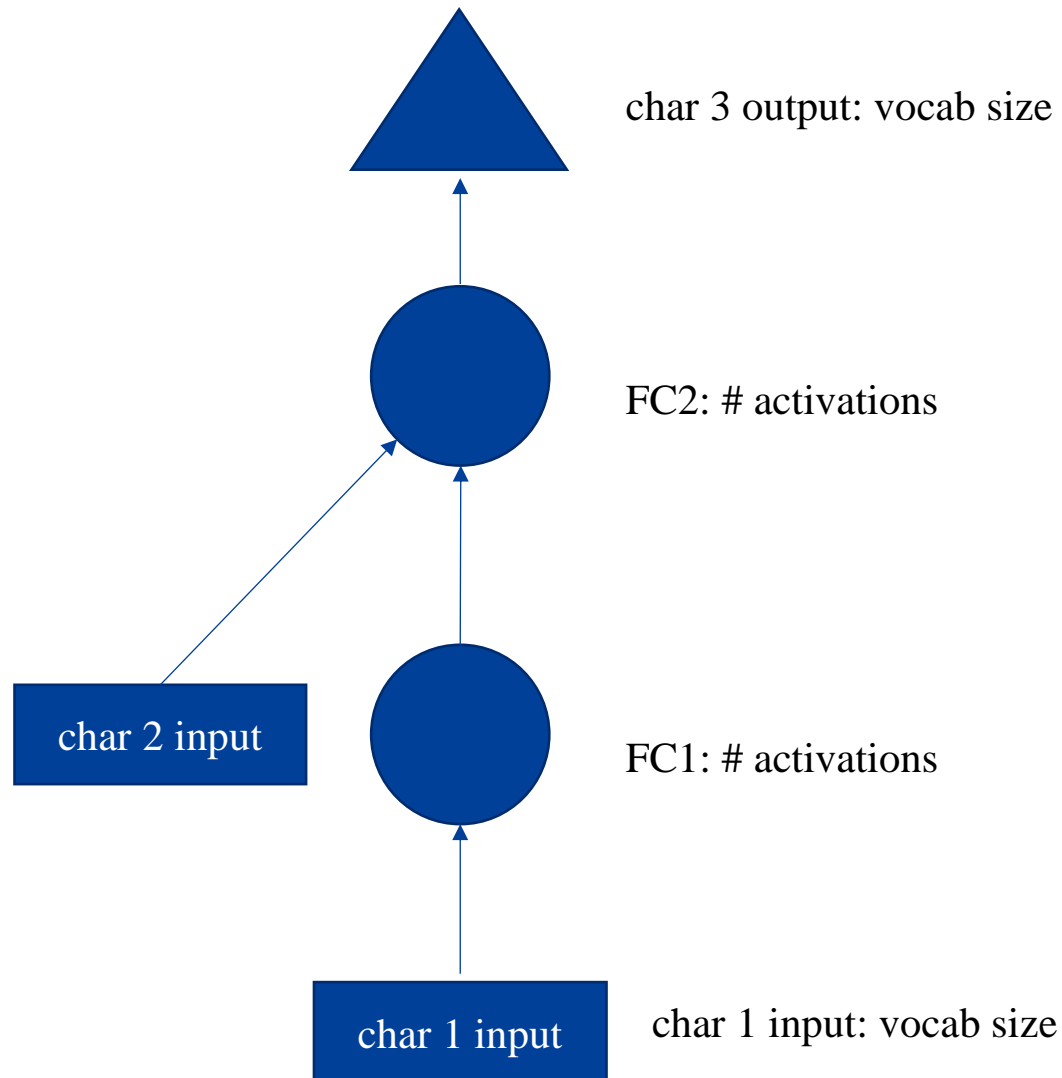 char 3 output: vocab size
FC2: # activations
char 2 input
FC1: # activations
char 1 input
char 1 input: vocab size